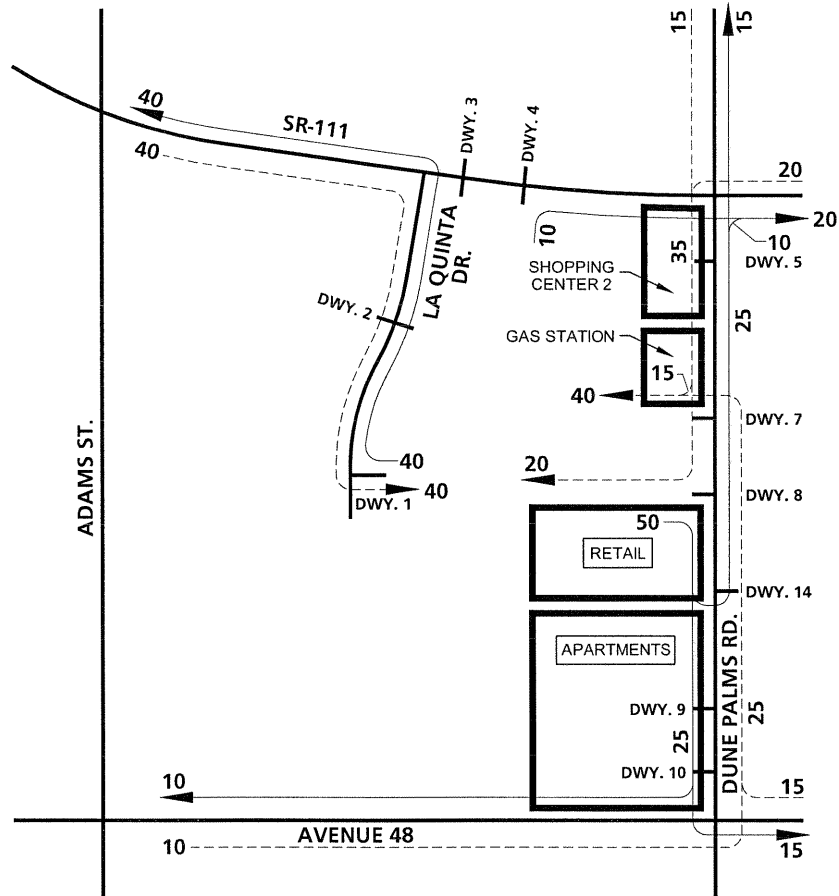 15
15
40
SR-111
DWY. 3
DWY. 4
40
20
LA QUINTA
DR.
10
20
35
10
SHOPPING
CENTER 2
DWY. 5
DWY. 2
25
GAS STATION
15
40
DWY. 7
ADAMS ST.
40
20
40
DWY. 1
DWY. 8
50
RETAIL
DWY. 14
APARTMENTS
DUNE PALMS RD.
DWY. 9
25
25
DWY. 10
10
15
AVENUE 48
10
15